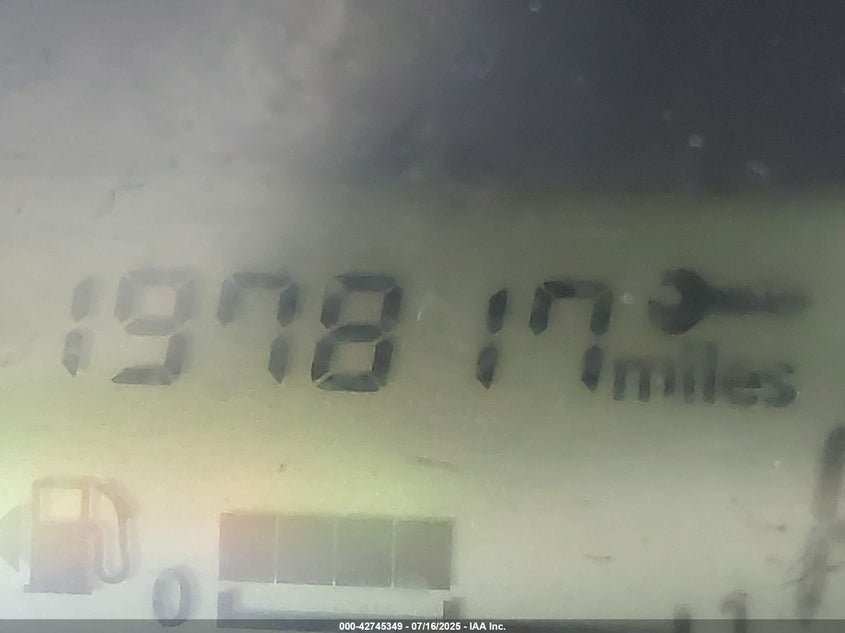 197817
miles
0
000-42745349 - 07/16/2025 - IAA Inc.